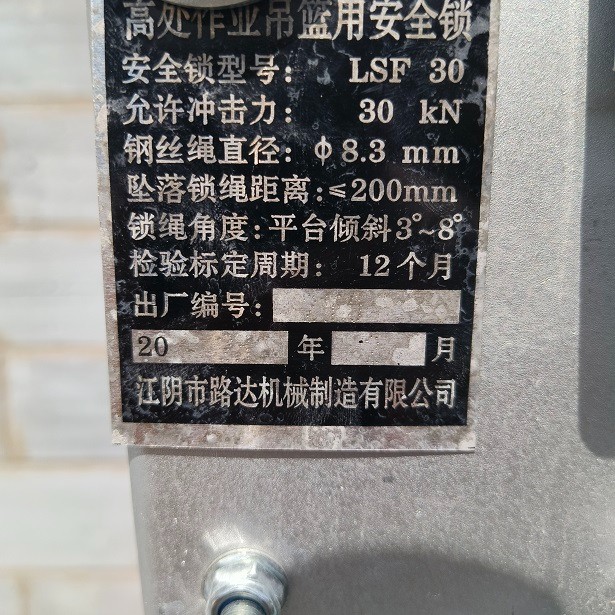 高处作业吊篮用安全锁
安全锁型号: LSF 30
允许冲击力: 30 kN
钢丝绳直径: φ8.3 mm
坠落锁绳距离:≤200mm
锁绳角度:平台倾斜3°~8°
检验标定周期: 12个月
出厂编号:
20 年 月
江阴市路达机械制造有限公司